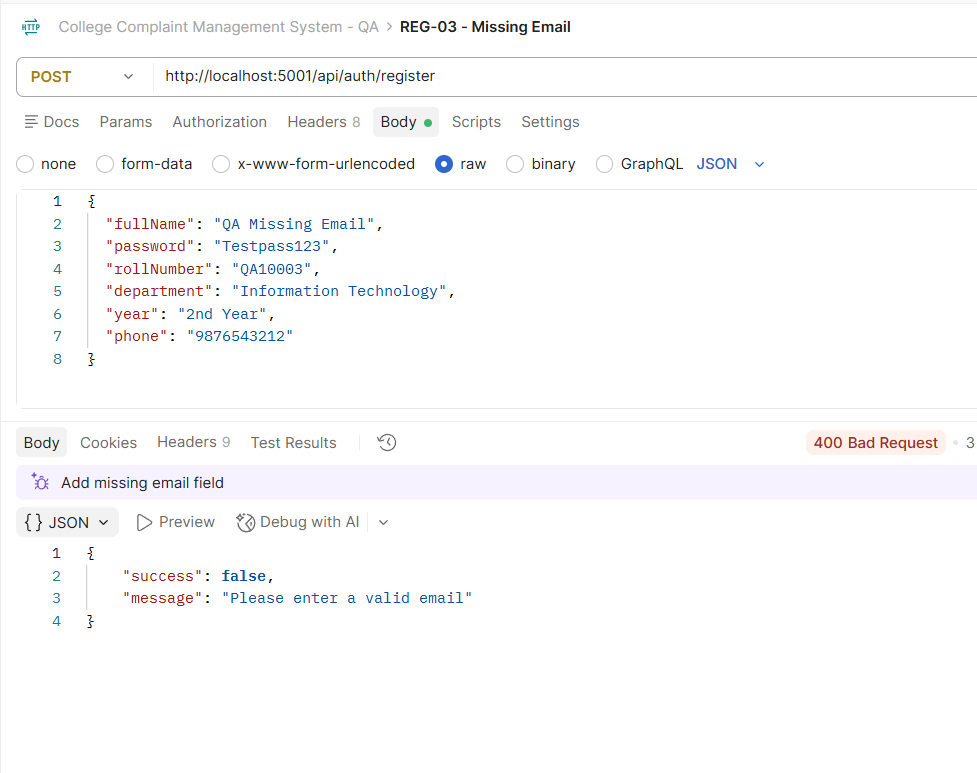 HTTP College Complaint Management System - QA > REG-03 - Missing Email
POST http://localhost:5001/api/auth/register
Docs Params Authorization Headers 8 Body Scripts Settings
none form-data x-www-form-urlencoded raw binary GraphQL JSON
1 {
2 "fullName": "QA Missing Email",
3 "password": "Testpass123",
4 "rollNumber": "QA10003",
5 "department": "Information Technology",
6 "year": "2nd Year",
7 "phone": "9876543212"
8 }
Body Cookies Headers 9 Test Results 400 Bad Request • 3
Add missing email field
{} JSON Preview Debug with AI
1 {
2 "success": false,
3 "message": "Please enter a valid email"
4 }